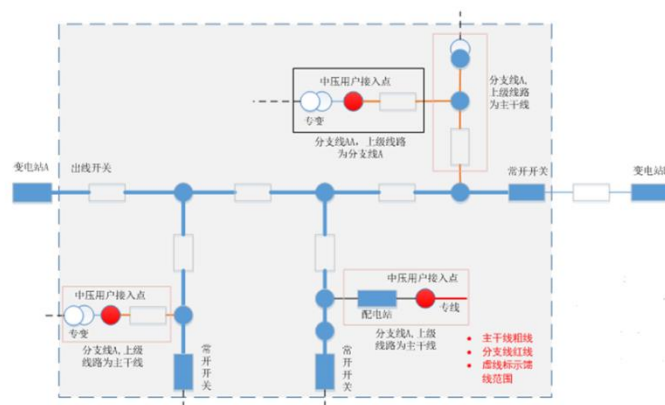 中压用户接入点
专变
分支线AA，上级线路
为分支线A
分支线A,
上级线路
为主干线
变电站A
出线开关
常开开关
变电站
中压用户接入点
专变
分支线A,上级
线路为主干线
常
开
开
关
常
开
开
关
中压用户接入点
配电站
专线
分支线A,上级
线路为主干线
主干线粗线
分支线红线
虚线标示馈
线范围